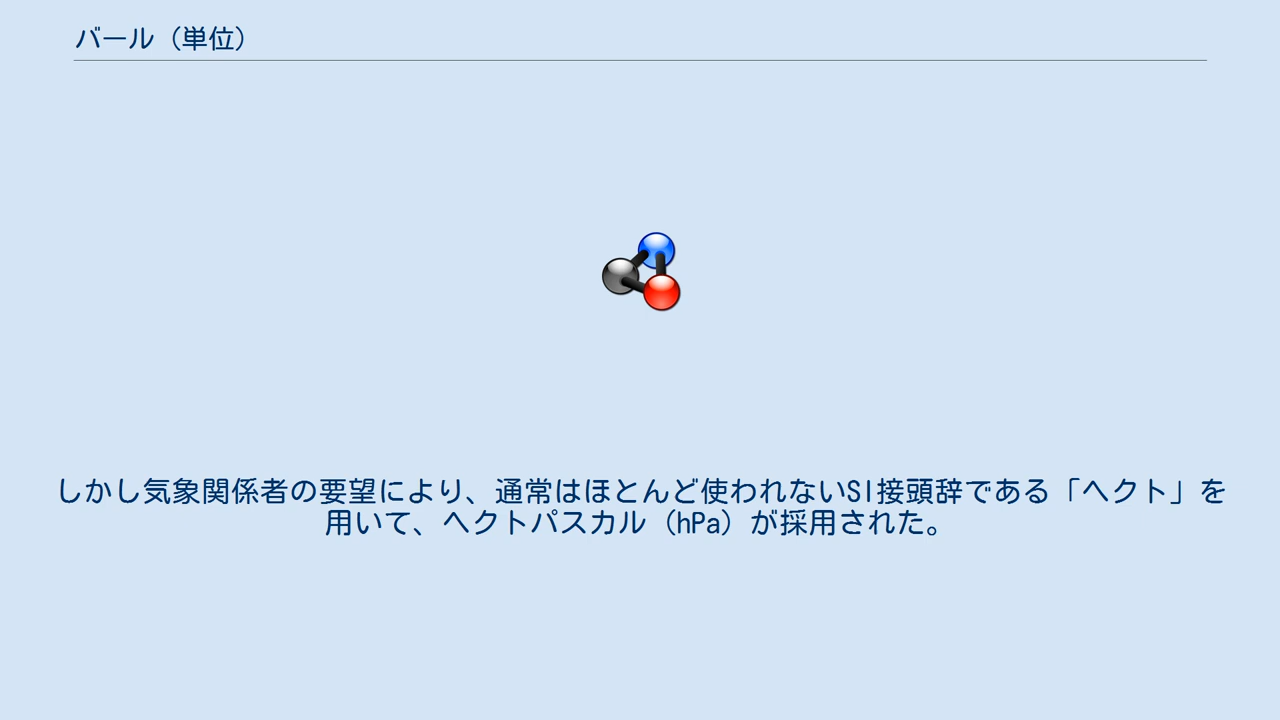 バール（単位）
しかし気象関係者の要望により、通常はほとんど使われないSI接頭辞である「ヘクト」を
用いて、ヘクトパスカル（hPa）が採用された。